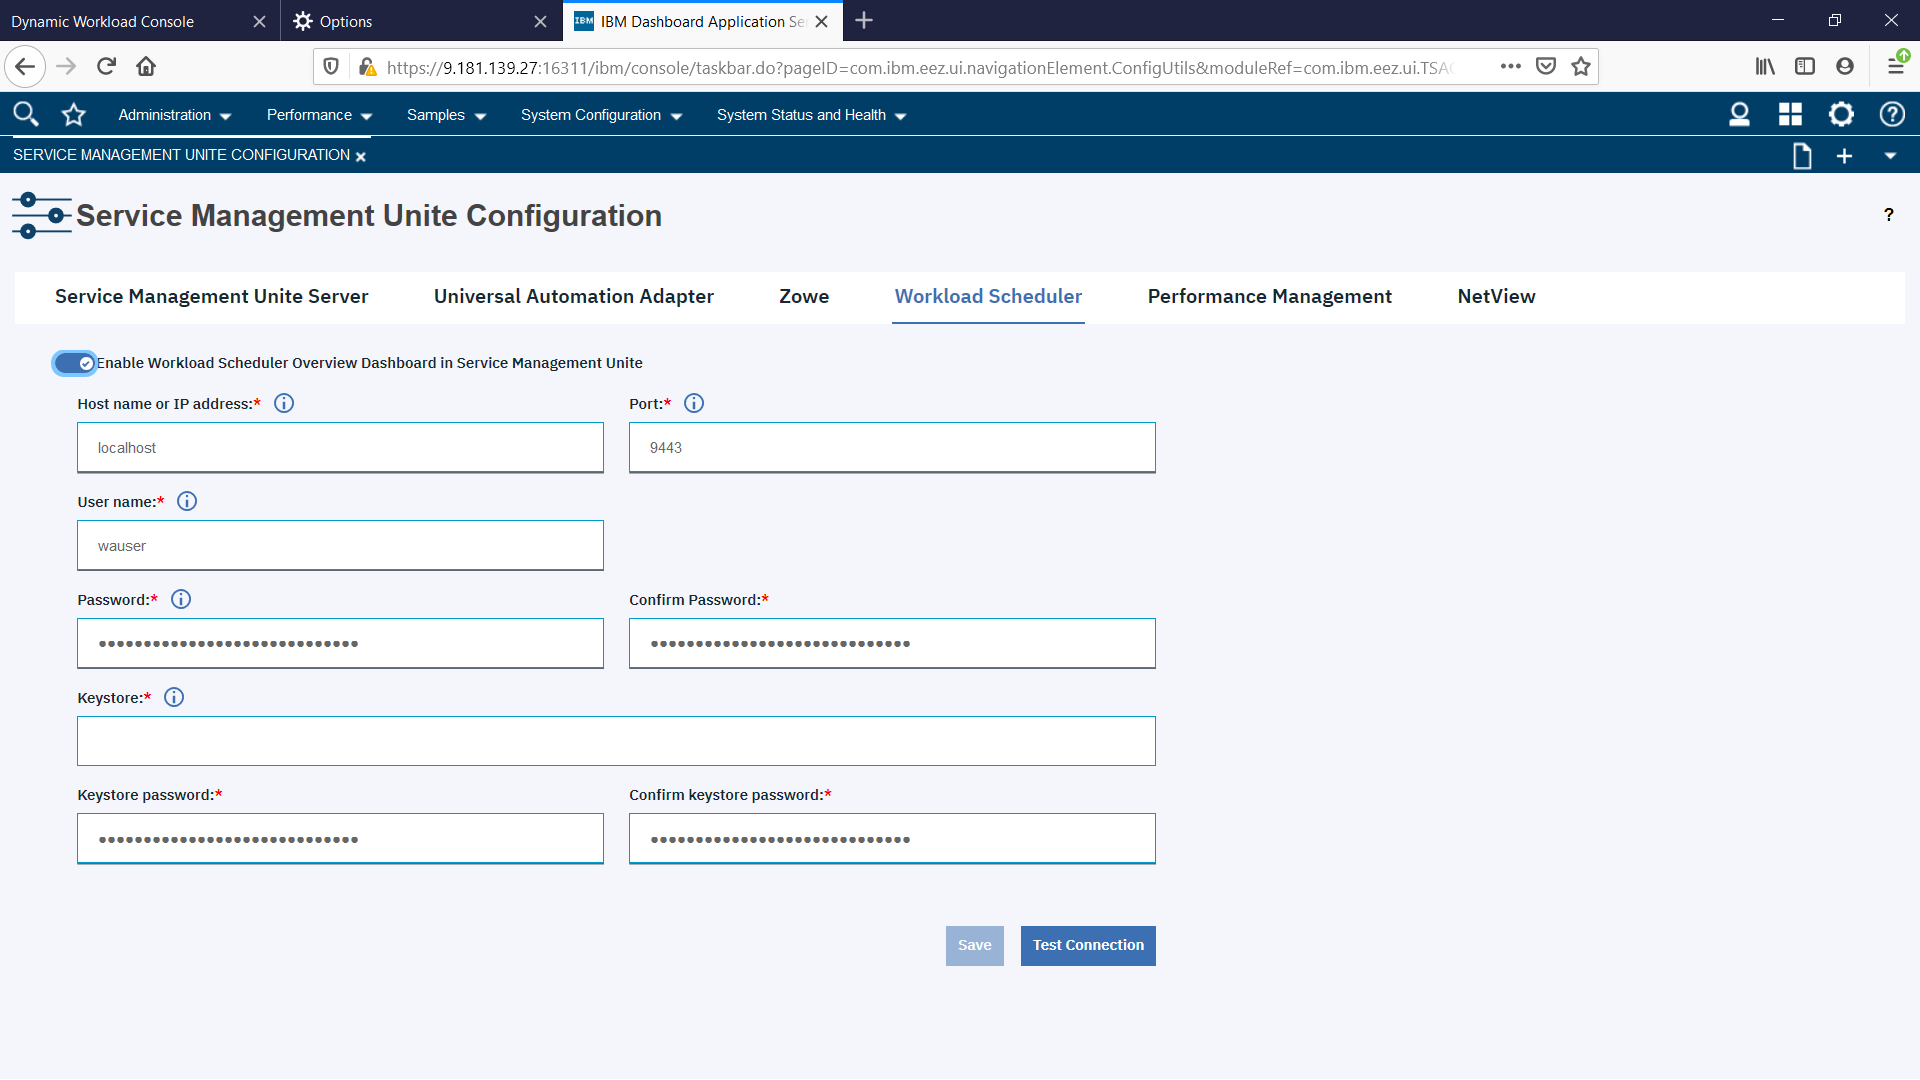 Dynamic Workload Console
Options
IBM
IBM Dashboard Application Se
https://9.181.139.27:16311/ibm/console/taskbar.do?pageID=com.ibm.eez.ui.navigationElement.ConfigUtils&moduleRef=com.ibm.eez.ui.TSA
Administration
Performance
Samples
System Configuration
System Status and Health
SERVICE MANAGEMENT UNITE CONFIGURATION
Service Management Unite Configuration
?
Service Management Unite Server
Universal Automation Adapter
Zowe
Workload Scheduler
Performance Management
NetView
Enable Workload Scheduler Overview Dashboard in Service Management Unite
Host name or IP address:*
Port:*
localhost
9443
User name:*
wauser
Password:*
Confirm Password:*
•••••••••••••••••••••••••••••
•••••••••••••••••••••••••••••
Keystore:*
Keystore password:*
Confirm keystore password:*
•••••••••••••••••••••••••••••
•••••••••••••••••••••••••••••
Save
Test Connection